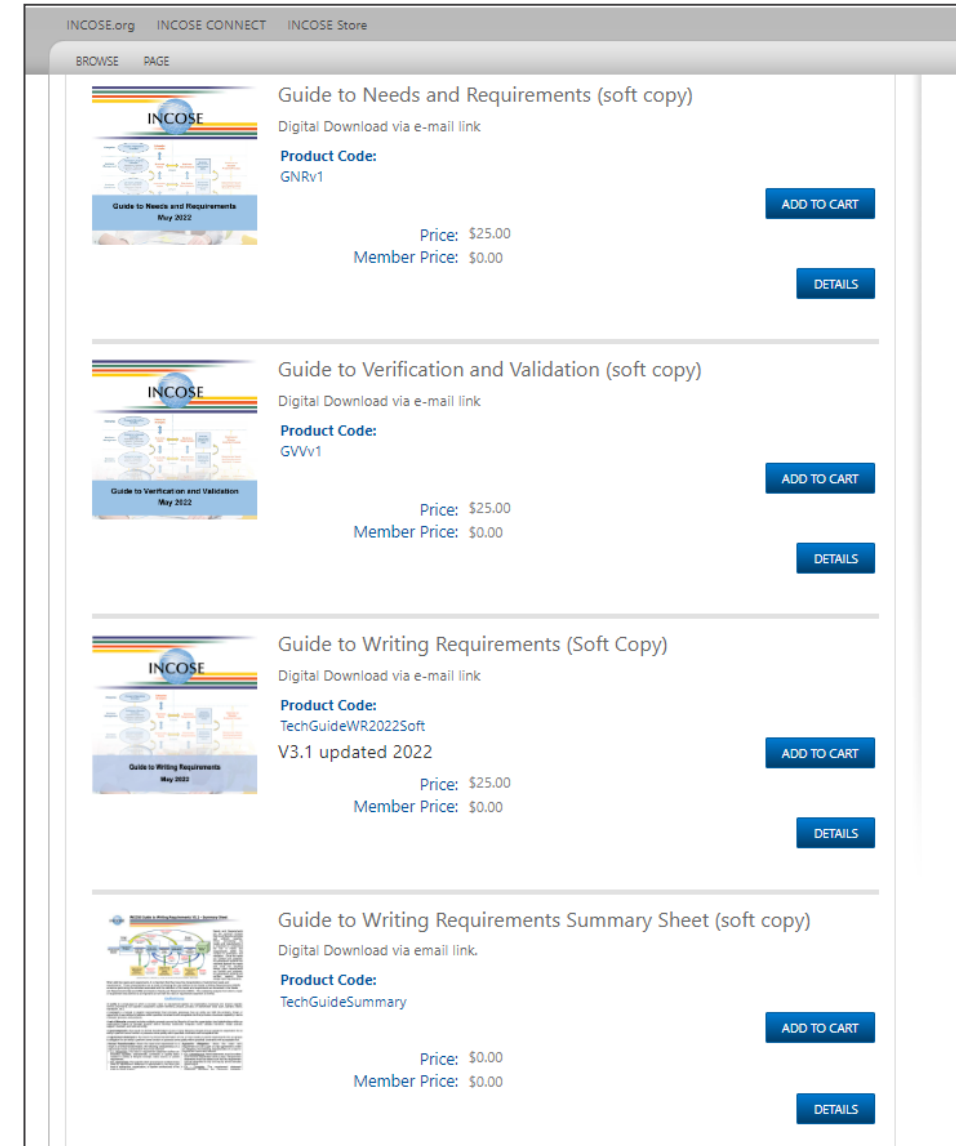 INCOSE.org INCOSE CONNECT INCOSE Store
BROWSE PAGE
INCOSE
Guide to Needs and Requirements
May 2022
Guide to Needs and Requirements (soft copy)
Digital Download via e-mail link
Product Code:
GNRv1
ADD TO CART
Price: $25.00
Member Price: $0.00
DETAILS
INCOSE
Guide to Verification and Validation
May 2022
Guide to Verification and Validation (soft copy)
Digital Download via e-mail link
Product Code:
GVVv1
ADD TO CART
Price: $25.00
Member Price: $0.00
DETAILS
INCOSE
Guide to Writing Requirements
May 2022
Guide to Writing Requirements (Soft Copy)
Digital Download via e-mail link
Product Code:
TechGuideWR2022Soft
V3.1 updated 2022
ADD TO CART
Price: $25.00
Member Price: $0.00
DETAILS
Guide to Writing Requirements Summary Sheet (soft copy)
Digital Download via email link.
Product Code:
TechGuideSummary
ADD TO CART
Price: $0.00
Member Price: $0.00
DETAILS